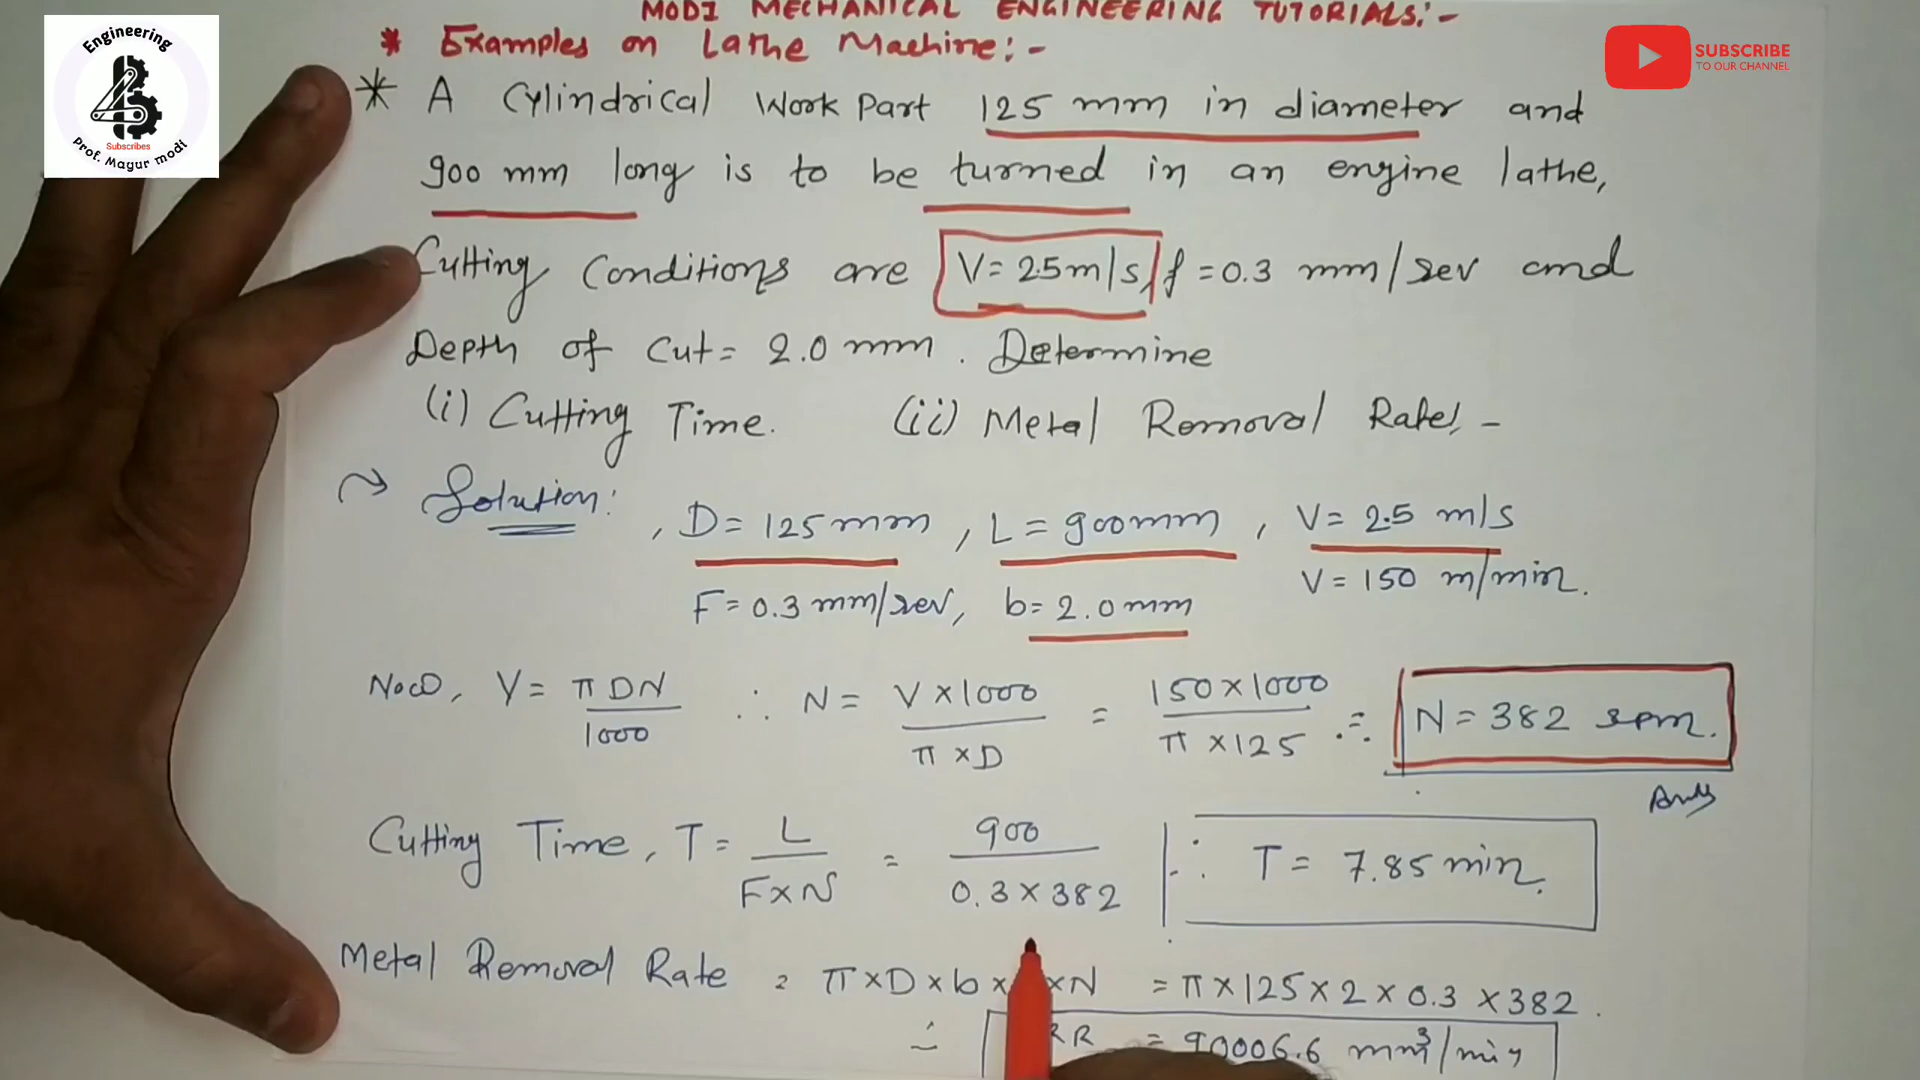 MODI MECHANICAL ENGINEERING TUTORIALS:-
* Examples on Lathe Machine:-
Engineering
Subscribes
Prof. Mayur modi
SUBSCRIBE
TO OUR CHANNEL
* A Cylindrical Work Part 125 mm in diameter and
900 mm long is to be turned in an engine lathe,
Cutting Conditions are V= 2.5 m/s, f = 0.3 mm/rev and
Depth of Cut = 2.0 mm. Determine
(i) Cutting Time. (ii) Metal Removal Rate, -
Solution: , D = 125 mm, L = 900mm, V = 2.5 m/s
F = 0.3 mm/rev, b = 2.0 mm V = 150 m/min.
Now, V = πDN/1000 ∴ N = V×1000/π×D = 150×1000/π×125 ∴ N = 382 rpm.
Ans
Cutting Time, T = L/F×N = 900/0.3×382 ∴ T = 7.85 min.
Metal Removal Rate = π×D×b× ×N = π×125×2×0.3×382.
∴ RR = 90006.6 mm³/min